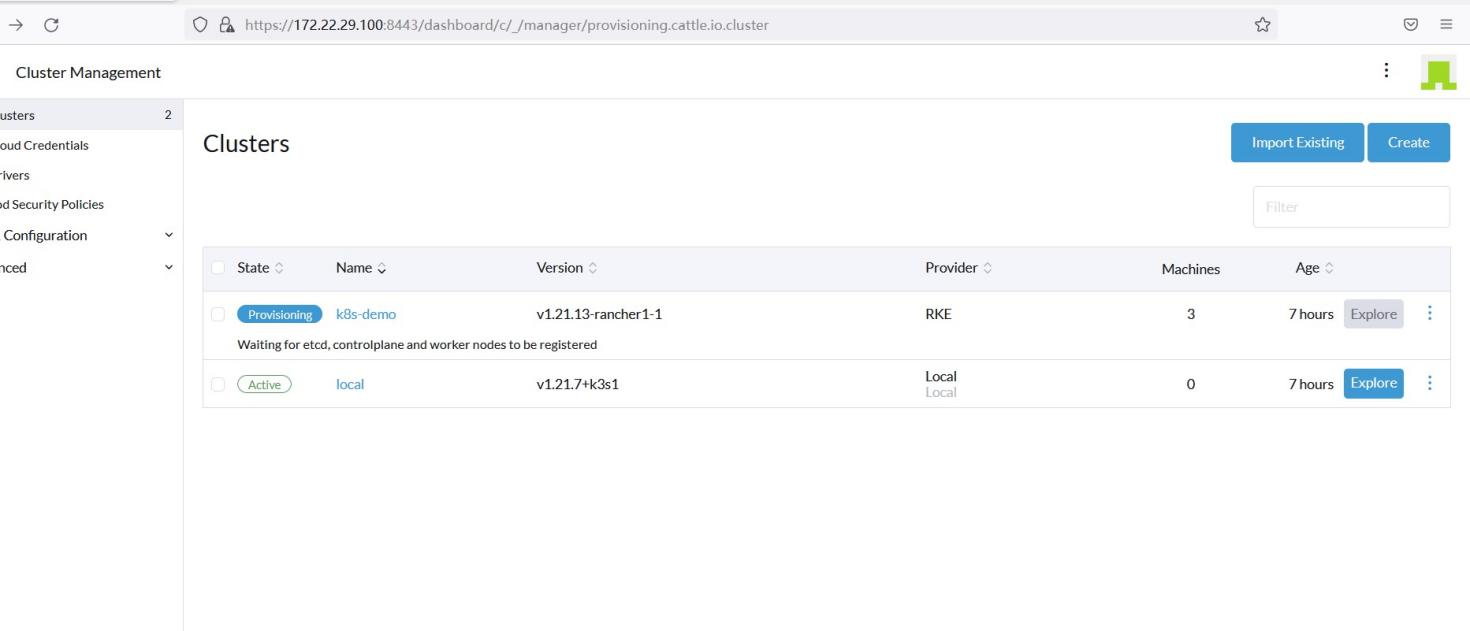 https://172.22.29.100:8443/dashboard/c/_/manager/provisioning.cattle.io.cluster
Cluster Management
usters 2
oud Credentials
rivers
od Security Policies
Configuration
nced
Clusters
Import Existing Create
Filter
State Name Version Provider Machines Age
Provisioning k8s-demo v1.21.13-rancher1-1 RKE 3 7 hours Explore
Waiting for etcd, controlplane and worker nodes to be registered
Active local v1.21.7+k3s1 Local 0 7 hours Explore
Local